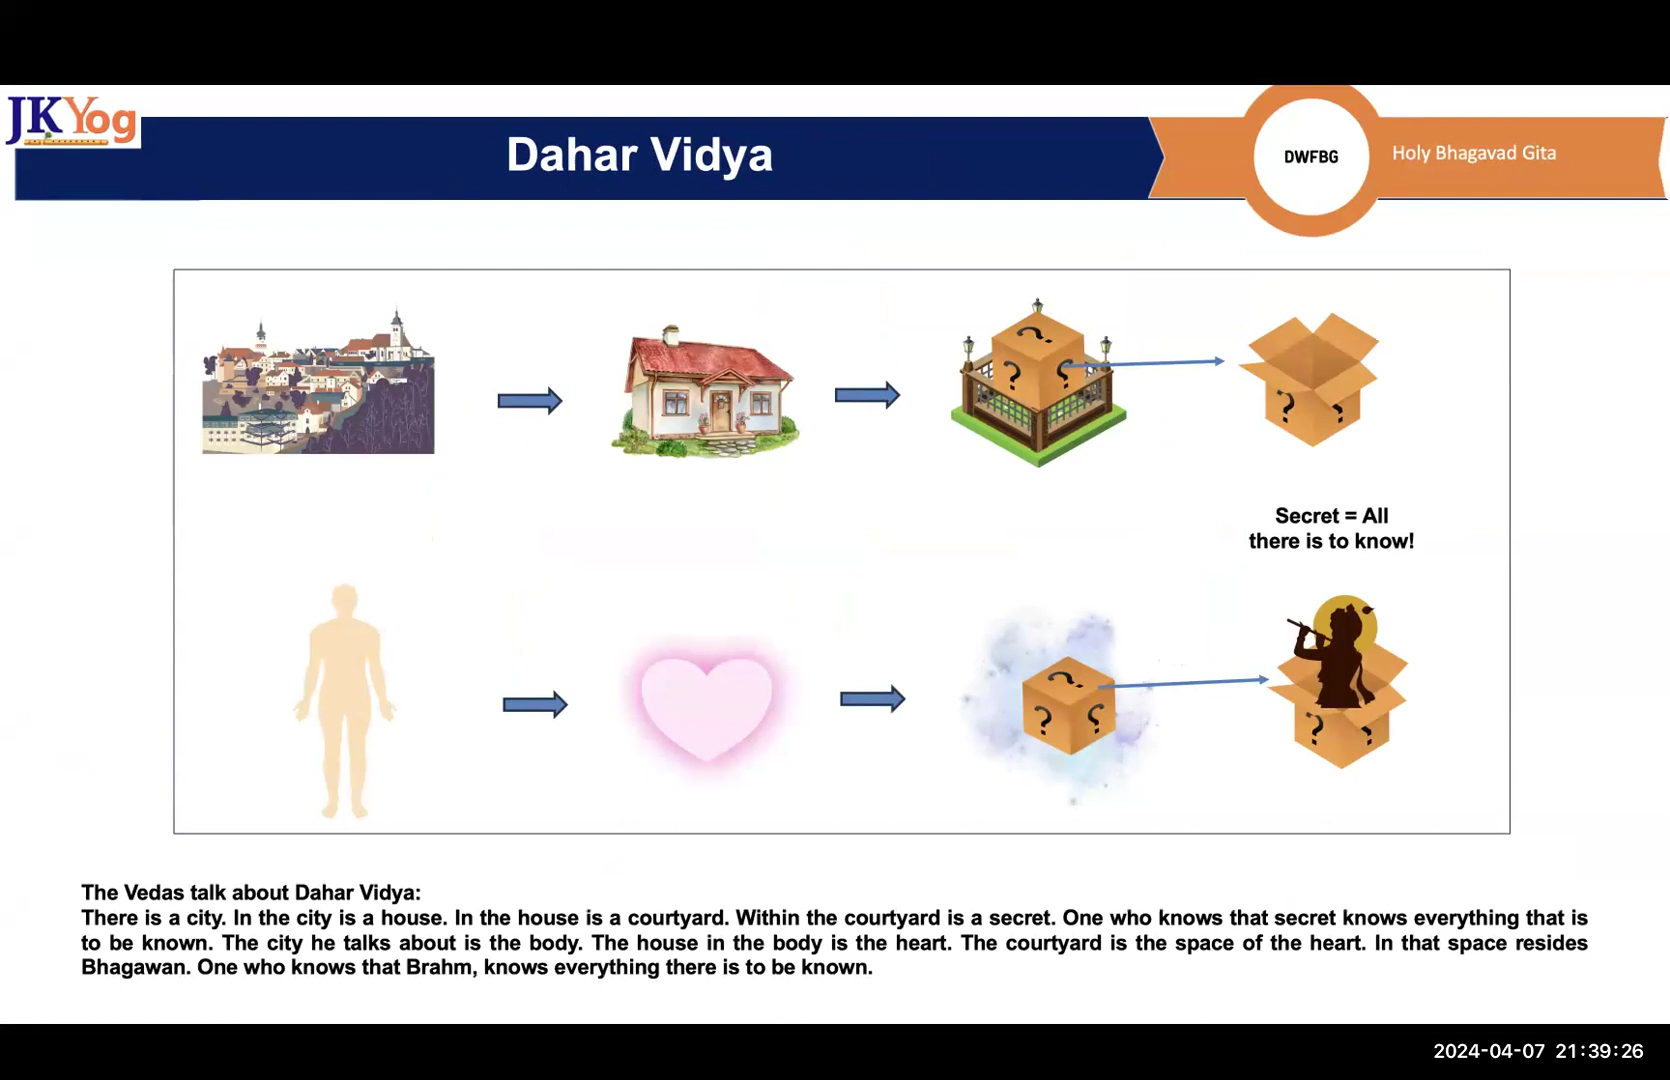 JKYog
Dahar Vidya
DWFBG
Holy Bhagavad Gita
? ? ?
? ?
Secret = All
there is to know!
? ? ?
? ?
The Vedas talk about Dahar Vidya:
There is a city. In the city is a house. In the house is a courtyard. Within the courtyard is a secret. One who knows that secret knows everything that is
to be known. The city he talks about is the body. The house in the body is the heart. The courtyard is the space of the heart. In that space resides
Bhagawan. One who knows that Brahm, knows everything there is to be known.
2024-04-07 21:39:26